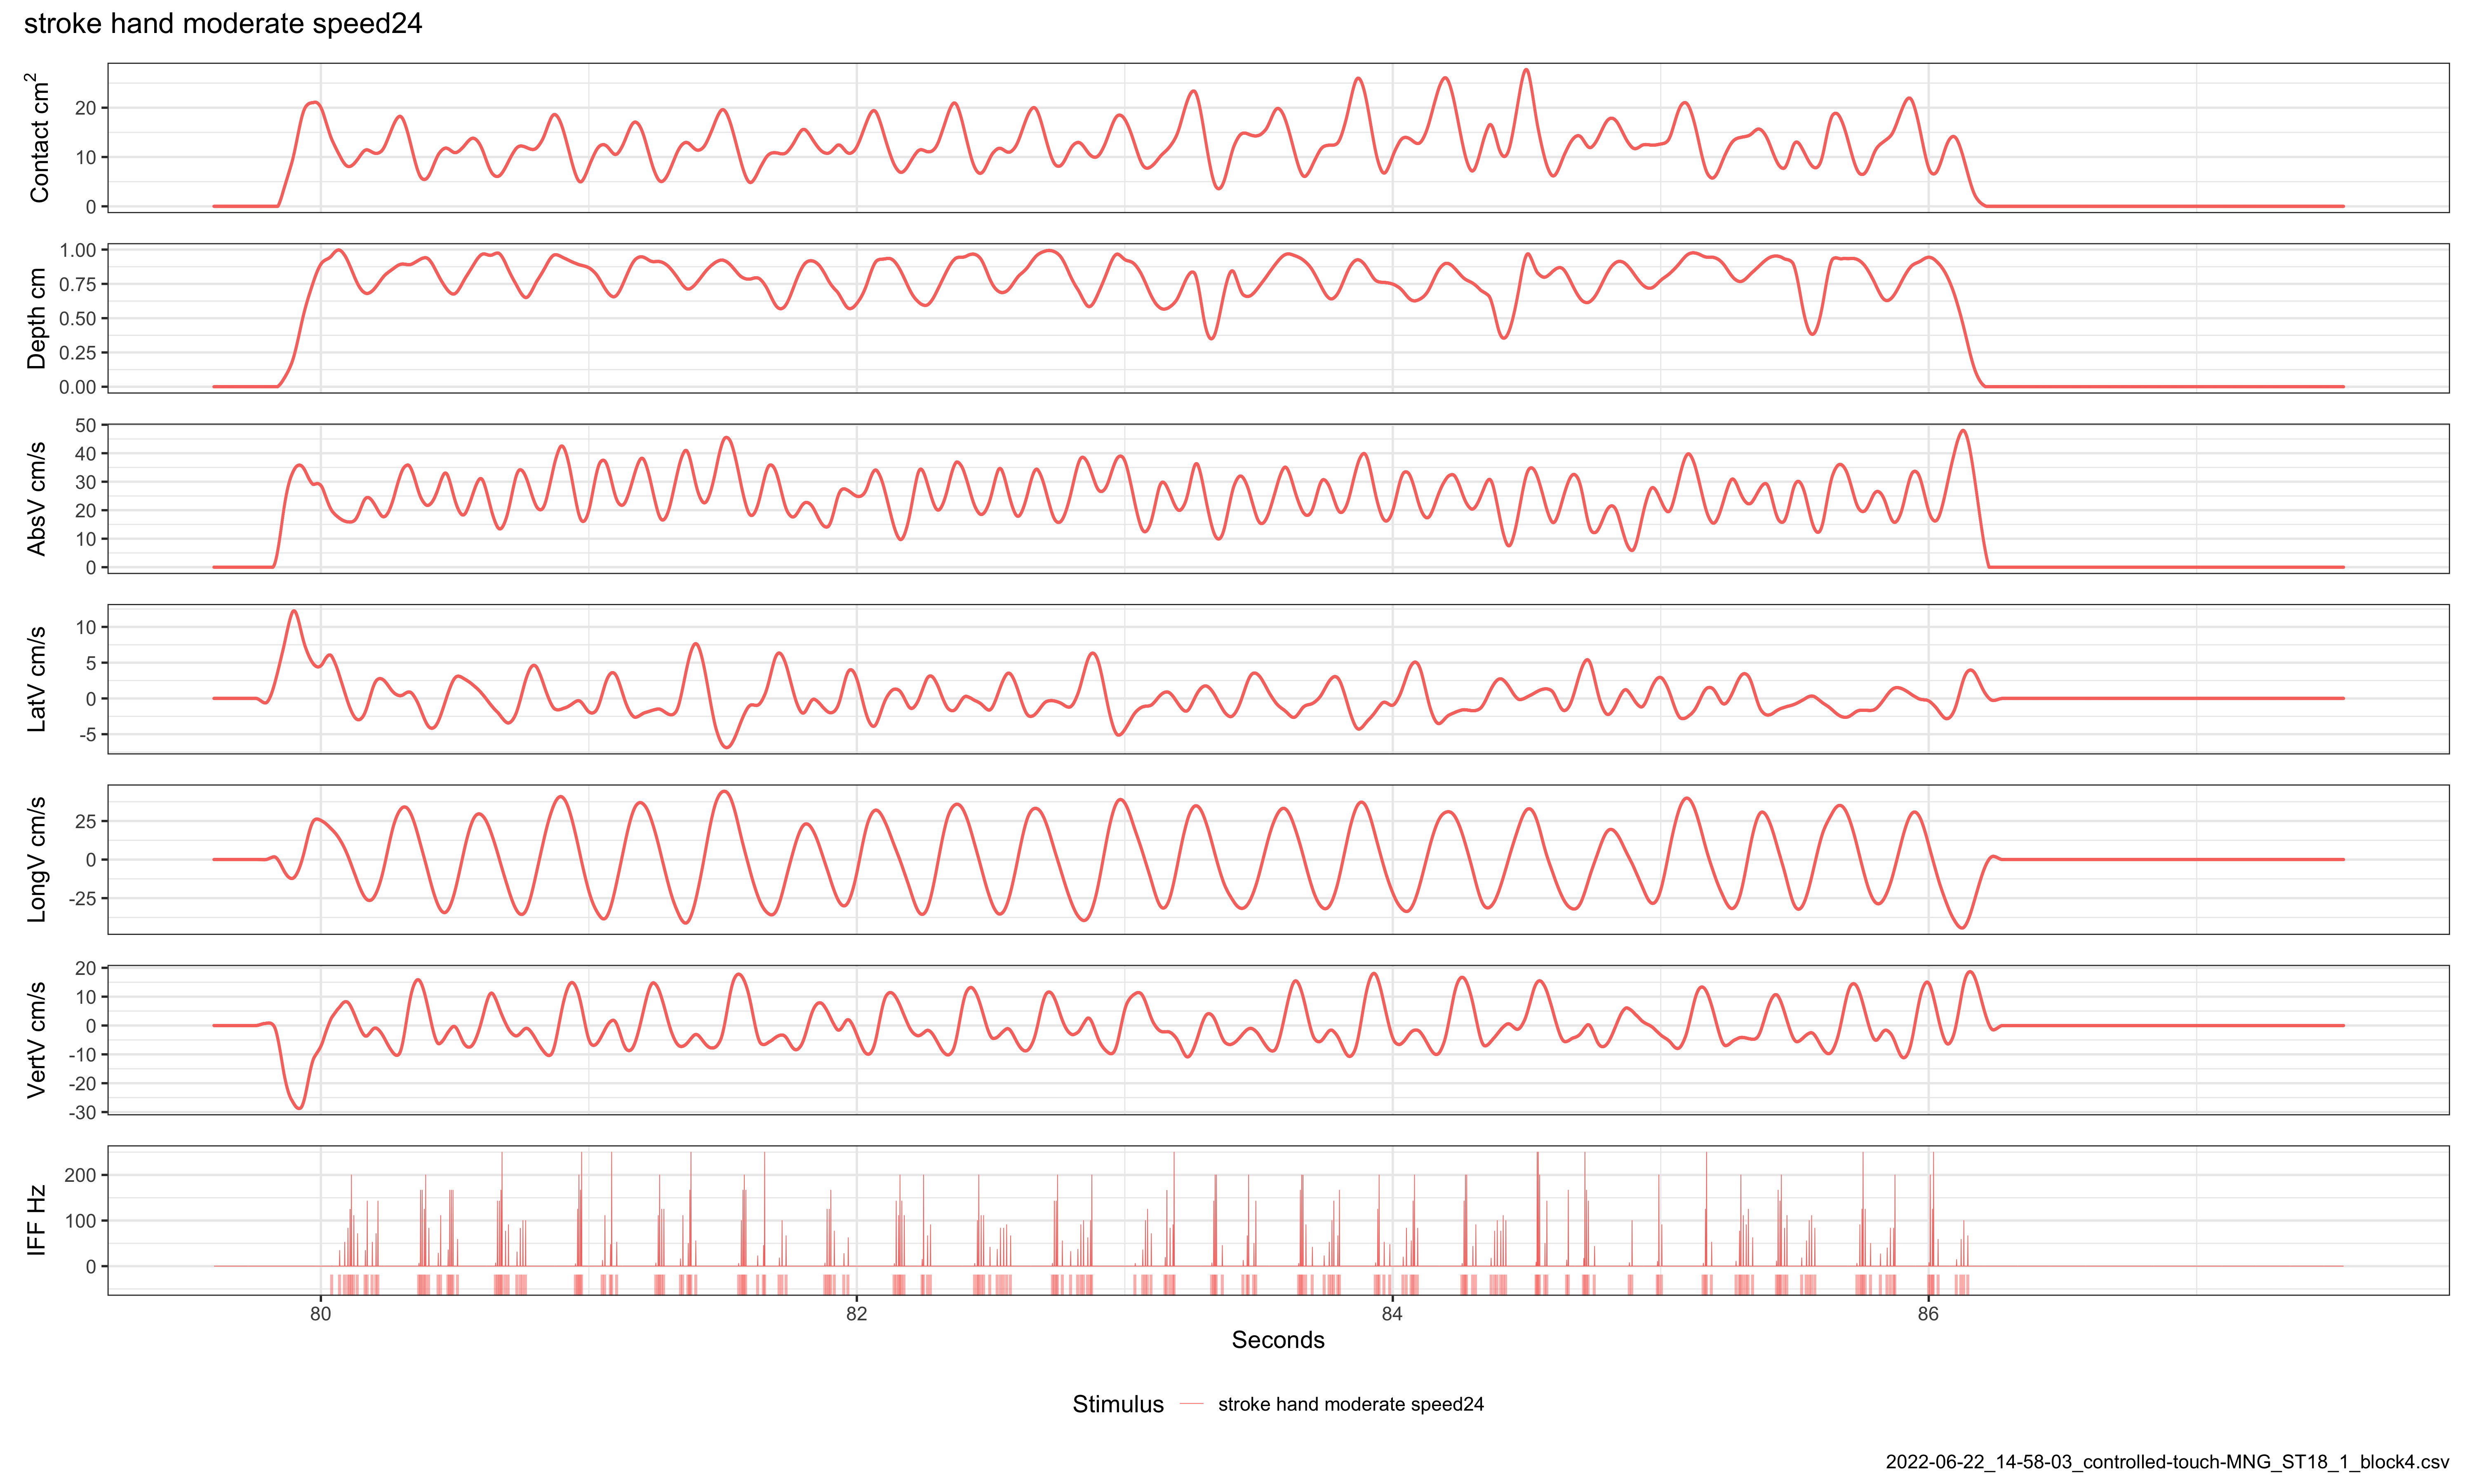 stroke hand moderate speed24
Contact cm²
20
10
0
Depth cm
1.00
0.75
0.50
0.25
0.00
AbsV cm/s
50
40
30
20
10
0
LatV cm/s
10
5
0
-5
LongV cm/s
25
0
-25
VertV cm/s
20
10
0
-10
-20
-30
IFF Hz
200
100
0
80 82 84 86
Seconds
Stimulus stroke hand moderate speed24
2022-06-22_14-58-03_controlled-touch-MNG_ST18_1_block4.csv